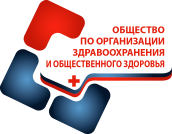 ОБЩЕСТВО
ПО ОРГАНИЗАЦИИ
ЗДРАВООХРАНЕНИЯ
И ОБЩЕСТВЕННОГО ЗДОРОВЬЯ